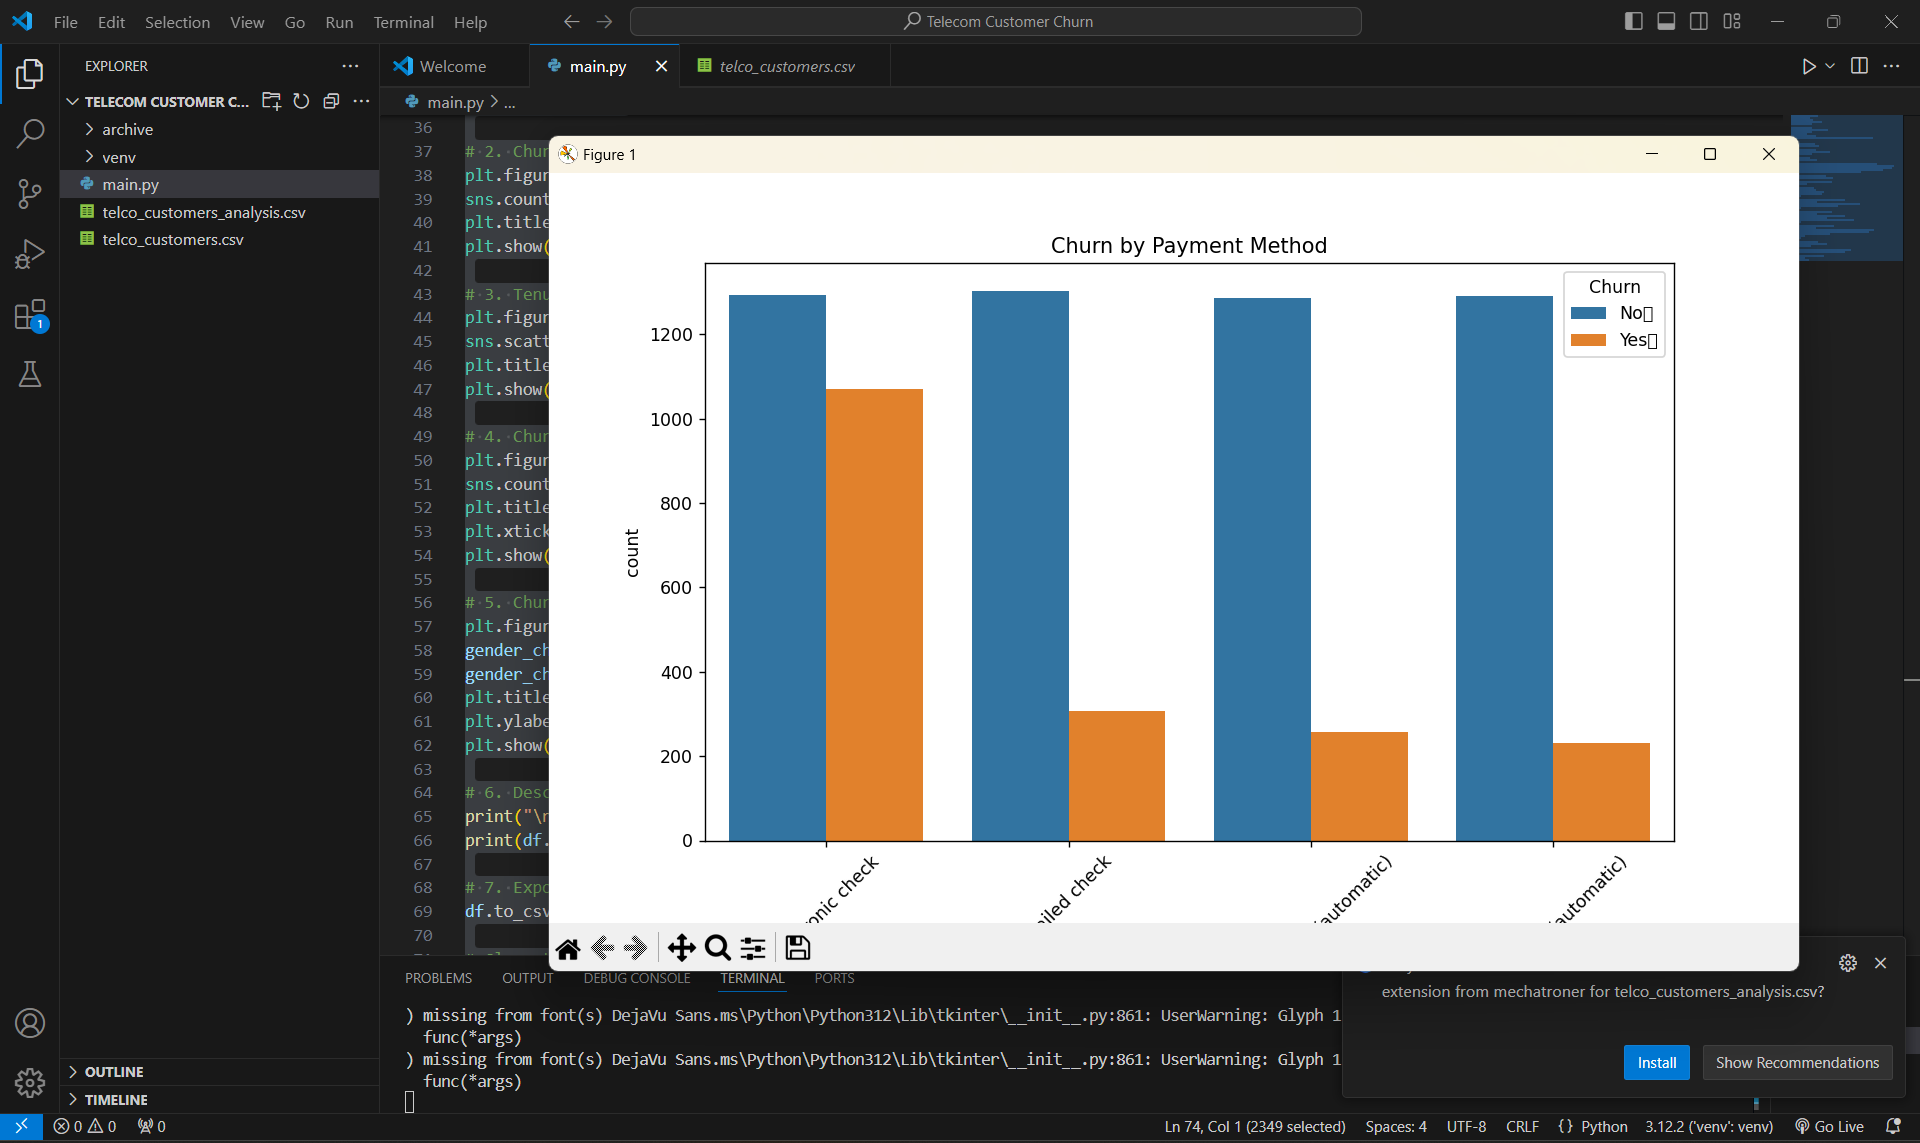 File Edit Selection View Go Run Terminal Help
Telecom Customer Churn
EXPLORER
TELECOM CUSTOMER C...
archive
venv
main.py
telco_customers_analysis.csv
telco_customers.csv
OUTLINE
TIMELINE
Welcome
main.py
telco_customers.csv
main.py > ...
36
37 # 2. Chur
38 plt.figur
39 sns.count
40 plt.title
41 plt.show(
42
43 # 3. Tenu
44 plt.figur
45 sns.scatt
46 plt.title
47 plt.show(
48
49 # 4. Chur
50 plt.figur
51 sns.count
52 plt.title
53 plt.xtick
54 plt.show(
55
56 # 5. Chur
57 plt.figur
58 gender_ch
59 gender_ch
60 plt.title
61 plt.ylabe
62 plt.show(
63
64 # 6. Desc
65 print("\n
66 print(df.
67
68 # 7. Expo
69 df.to_csv
70
Figure 1
Churn by Payment Method
Churn
No
Yes
1200
1000
800
600
400
200
0
count
onic check
iled check
automatic)
automatic)
PROBLEMS OUTPUT DEBUG CONSOLE TERMINAL PORTS
) missing from font(s) DejaVu Sans.ms\Python\Python312\Lib\tkinter\__init__.py:861: UserWarning: Glyph 1
func(*args)
) missing from font(s) DejaVu Sans.ms\Python\Python312\Lib\tkinter\__init__.py:861: UserWarning: Glyph 1
func(*args)
extension from mechatroner for telco_customers_analysis.csv?
Install
Show Recommendations
1
0 0 0
Ln 74, Col 1 (2349 selected) Spaces: 4 UTF-8 CRLF {} Python 3.12.2 ('venv': venv) Go Live